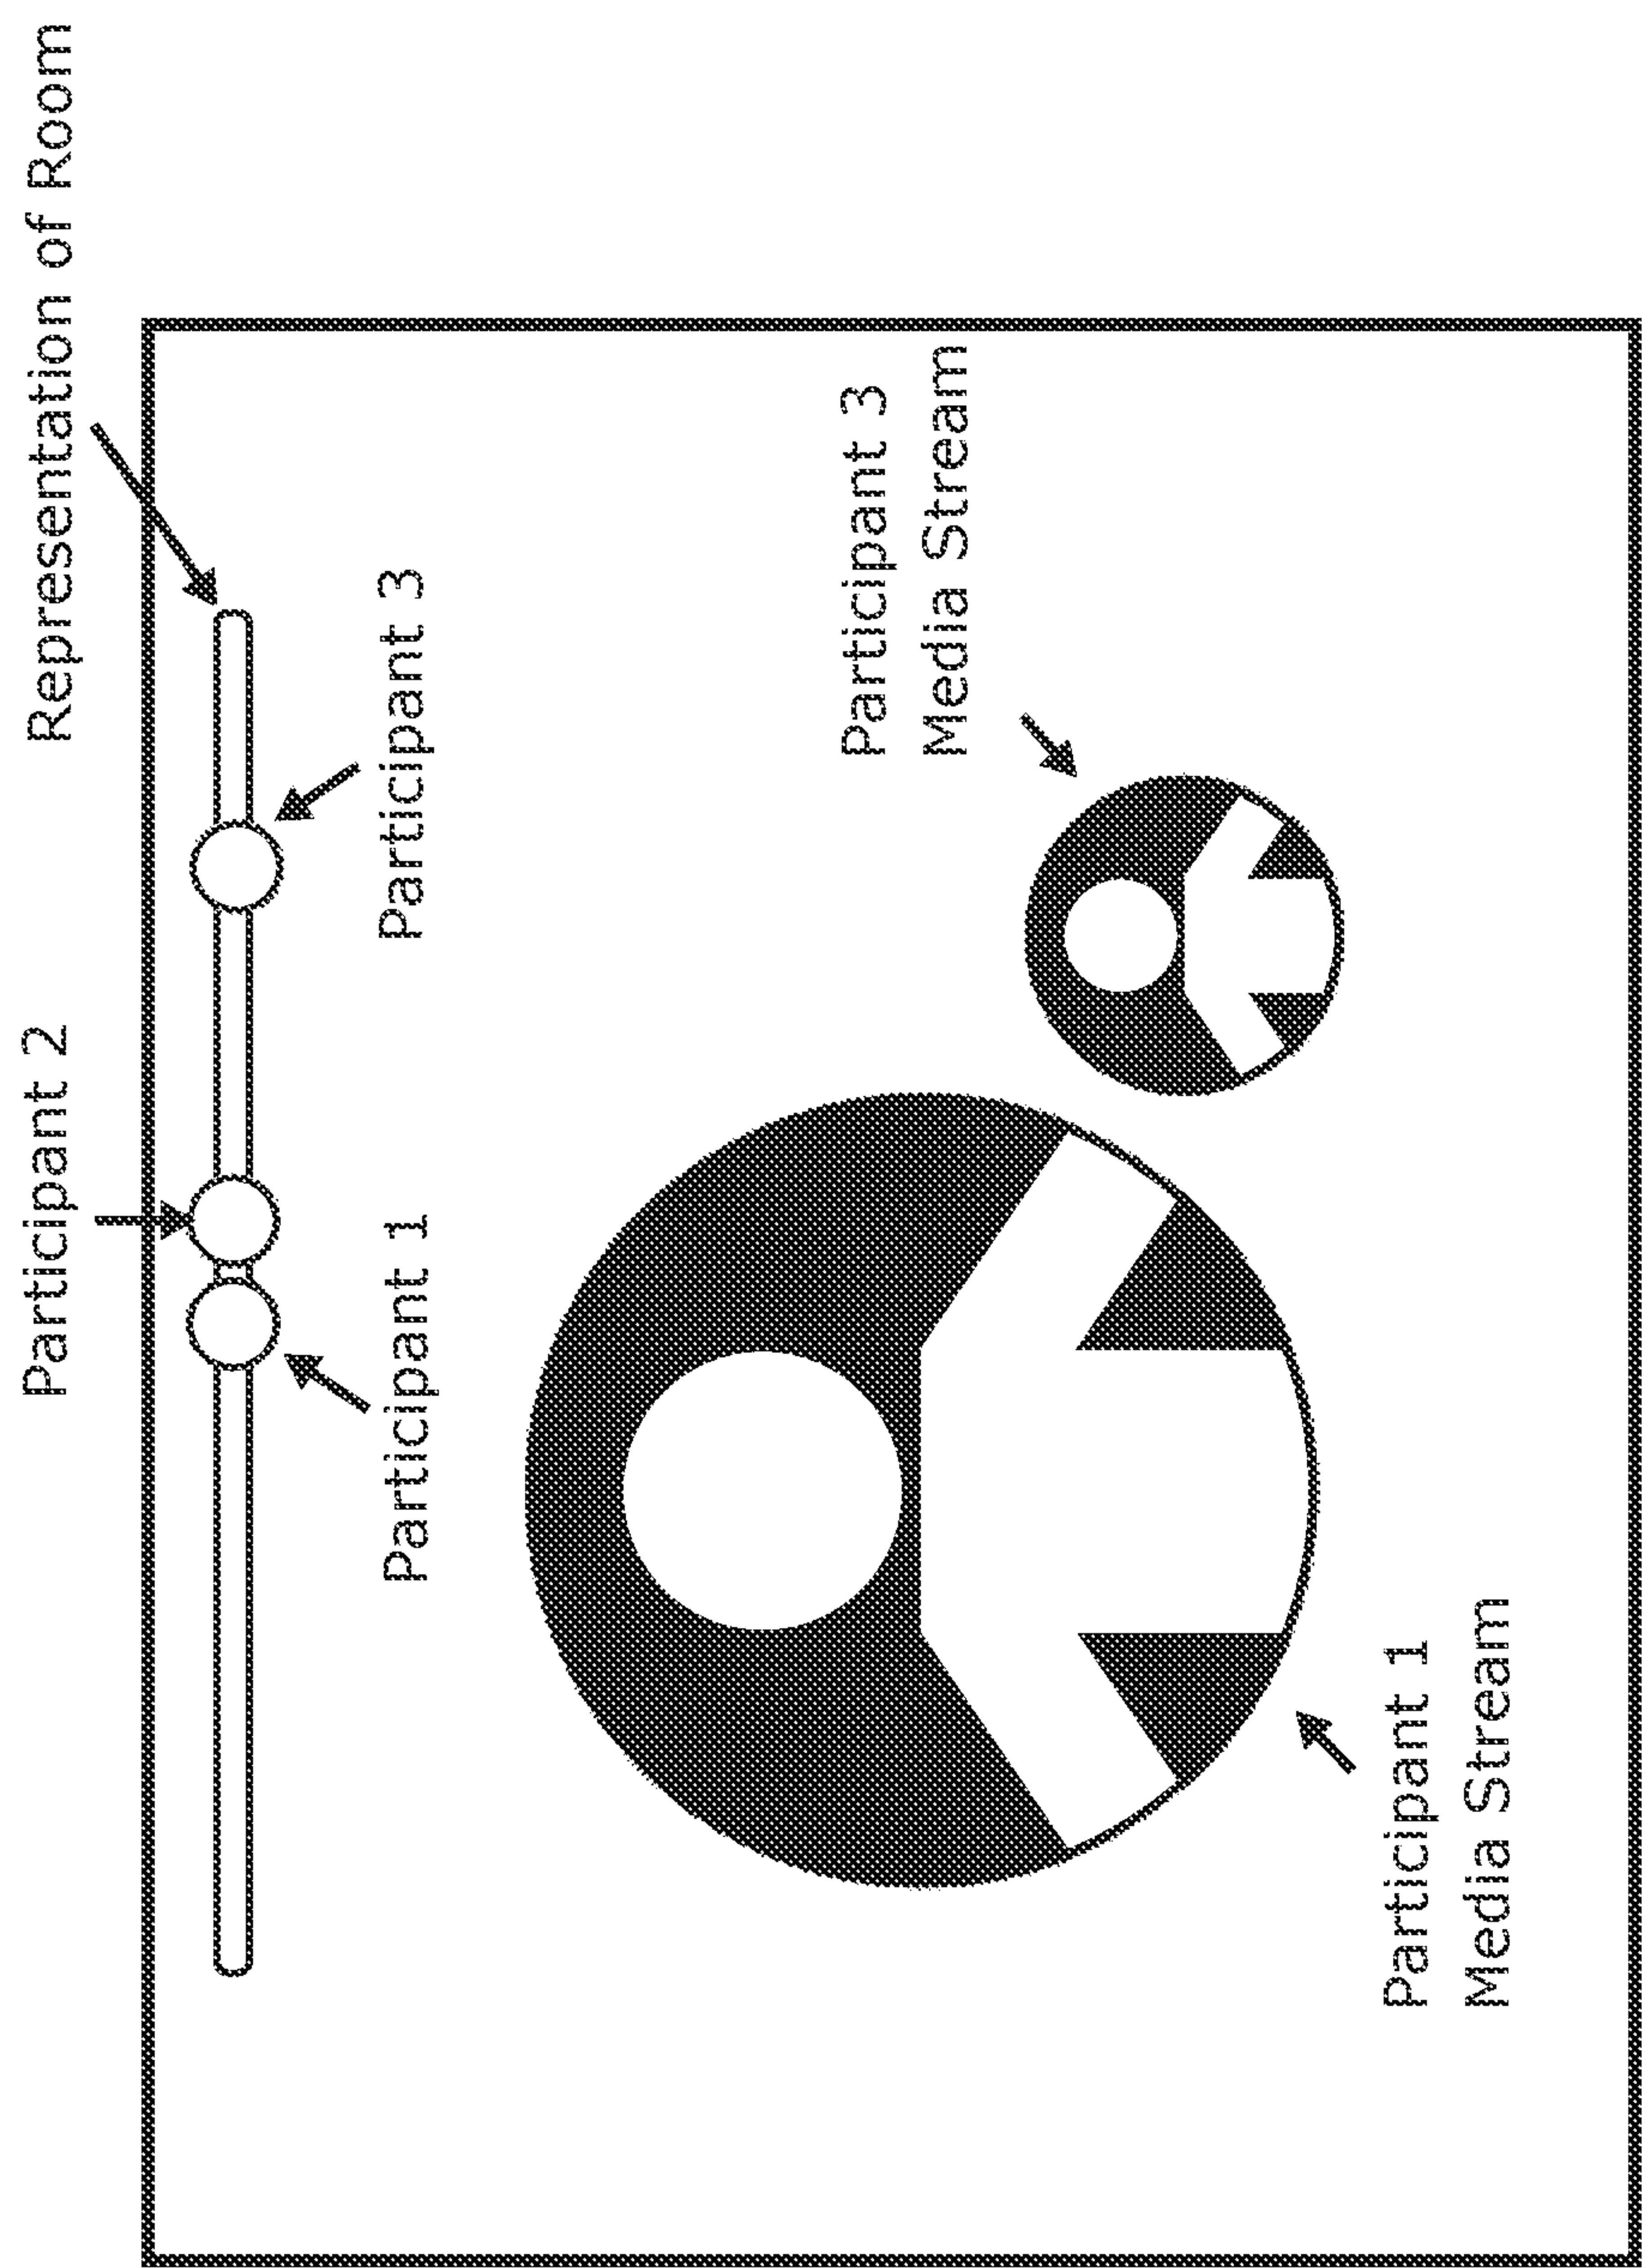 Participant 2
Representation of Room
Participant 1
Participant 3
Participant 3
Media Stream
Participant 1
Media Stream